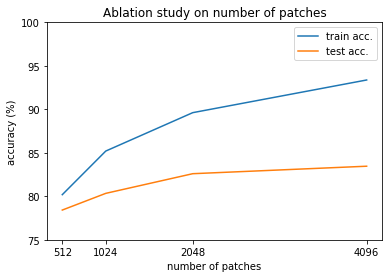 Ablation study on number of patches
100
95
90
85
80
75
accuracy (%)
train acc.
test acc.
512
1024
2048
4096
number of patches